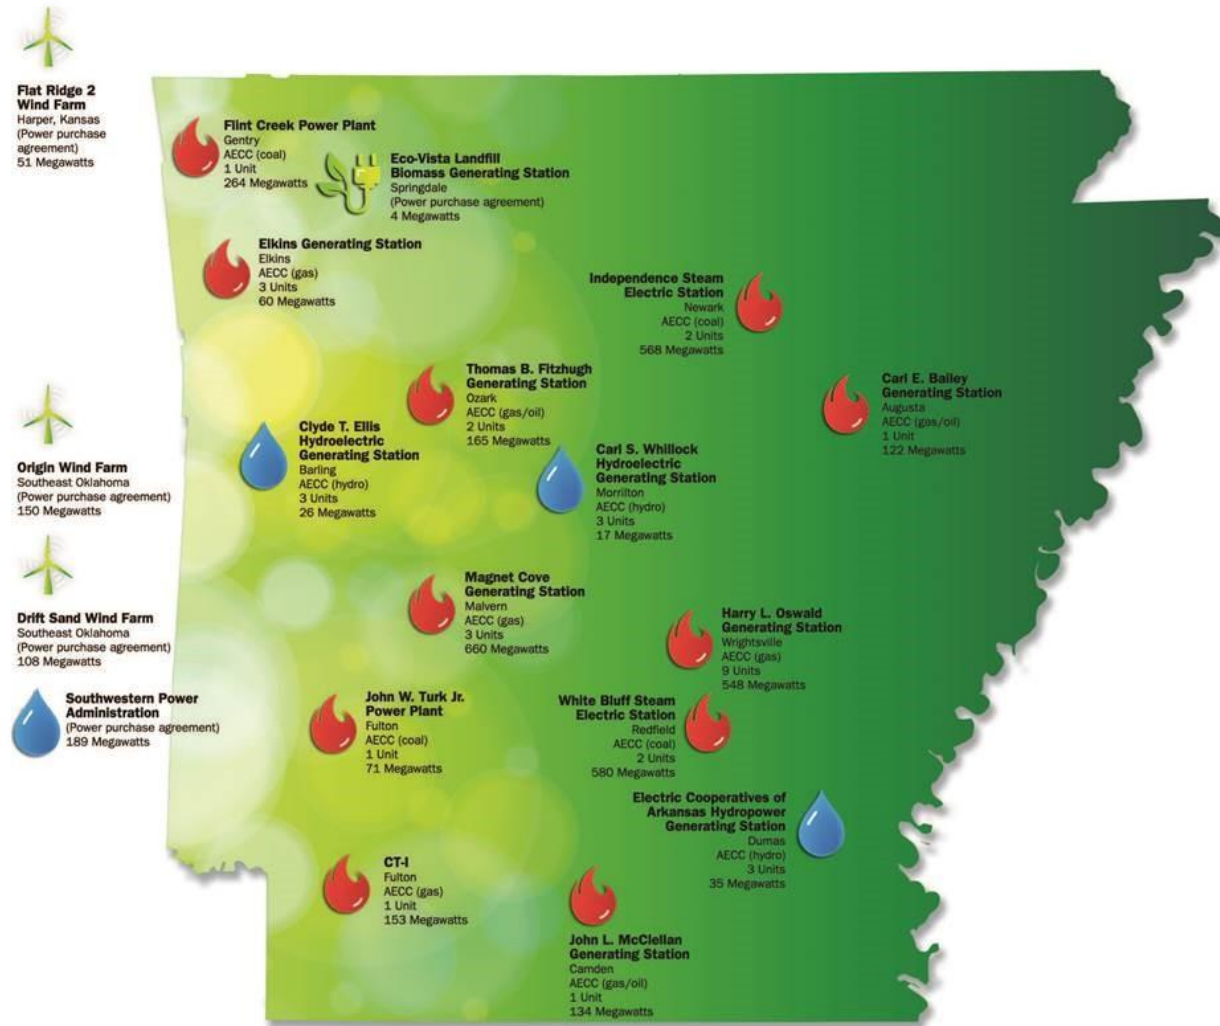 Flat Ridge 2
Wind Farm
Harper, Kansas
(Power purchase
agreement)
51 Megawatts
Flint Creek Power Plant
Gentry
AECC (coal)
1 Unit
264 Megawatts
Eco-Vista Landfill
Biomass Generating Station
Springdale
(Power purchase agreement)
4 Megawatts
Elkins Generating Station
Elkins
AECC (gas)
3 Units
60 Megawatts
Independence Steam
Electric Station
Newark
AECC (coal)
2 Units
568 Megawatts
Thomas B. Fitzhugh
Generating Station
Ozark
AECC (gas/oil)
2 Units
165 Megawatts
Carl E. Bailey
Generating Station
Augusta
AECC (gas/oil)
1 Unit
122 Megawatts
Origin Wind Farm
Southeast Oklahoma
(Power purchase agreement)
150 Megawatts
Clyde T. Ellis
Hydroelectric
Generating Station
Barling
AECC (hydro)
3 Units
26 Megawatts
Carl S. Whillock
Hydroelectric
Generating Station
Morrilton
AECC (hydro)
3 Units
17 Megawatts
Drift Sand Wind Farm
Southeast Oklahoma
(Power purchase agreement)
108 Megawatts
Magnet Cove
Generating Station
Malvern
AECC (gas)
3 Units
660 Megawatts
Harry L. Oswald
Generating Station
Wrightsville
AECC (gas)
9 Units
548 Megawatts
Southwestern Power
Administration
(Power purchase agreement)
189 Megawatts
John W. Turk Jr.
Power Plant
Fulton
AECC (coal)
1 Unit
71 Megawatts
White Bluff Steam
Electric Station
Redfield
AECC (coal)
2 Units
580 Megawatts
Electric Cooperatives of
Arkansas Hydropower
Generating Station
Dumas
AECC (hydro)
3 Units
35 Megawatts
CT-I
Fulton
AECC (gas)
1 Unit
153 Megawatts
John L. McClellan
Generating Station
Camden
AECC (gas/oil)
1 Unit
134 Megawatts